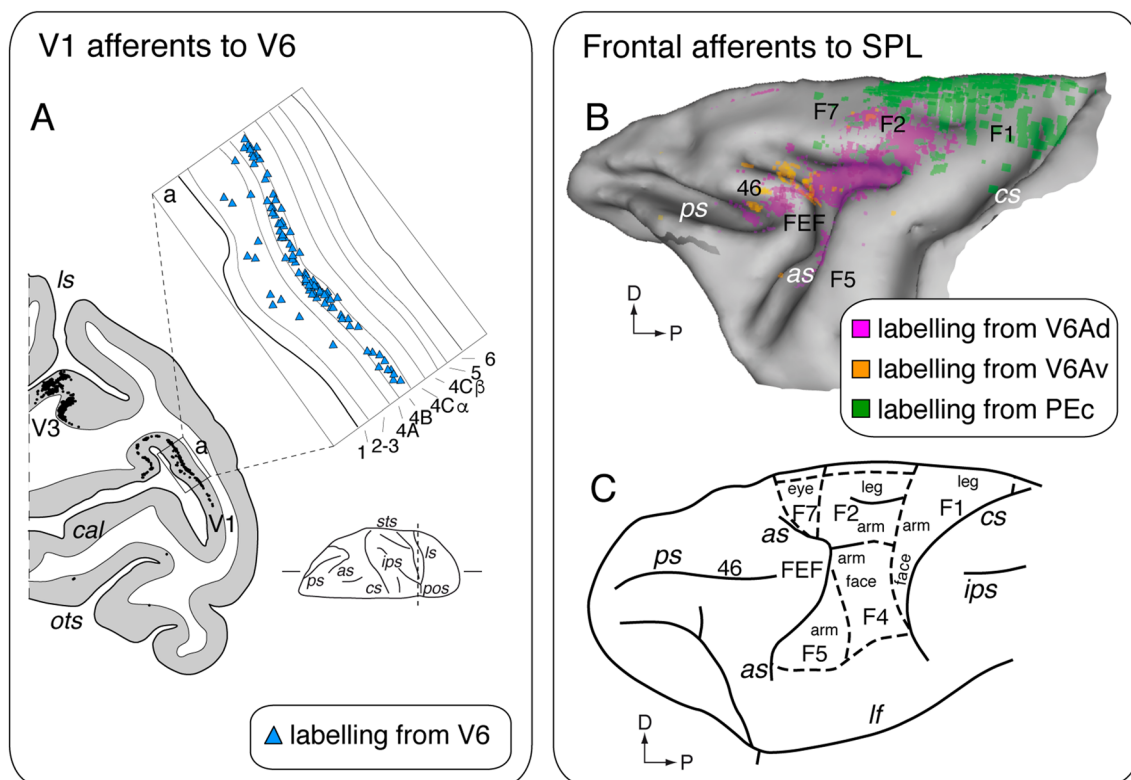 V1 afferents to V6
A
a
6
5
4Cβ
4Cα
4B
4A
2-3
1
ls
V3
a
V1
cal
ots
sts
ls
ips
as
ps
cs
pos
labelling from V6
Frontal afferents to SPL
B
F7
F2
F1
46
ps
FEF
cs
as
F5
D
P
labelling from V6Ad
labelling from V6Av
labelling from PEc
C
eye
leg
leg
F7
F2
F1
as
arm
arm
cs
ps
46
FEF
arm
face
face
ips
F4
arm
F5
as
lf
D
P